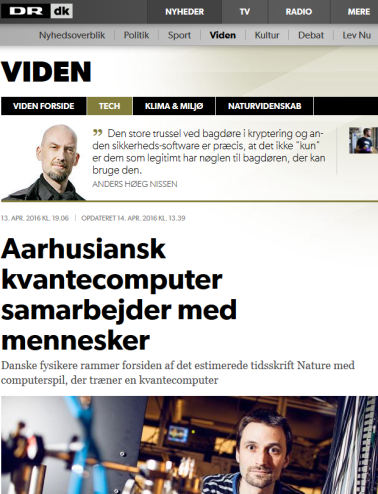 DR dk
NYHEDER TV RADIO MERE
Nyhedsoverblik Politik Sport Viden Kultur Debat Lev Nu
VIDEN
VIDEN FORSIDE TECH KLIMA & MILJØ NATURVIDENSKAB
” Den store trussel ved bagdøre i kryptering og an-
den sikkerheds-software er præcis, at det ikke "kun"
er dem som legitimt har nøglen til bagdøren, der kan
bruge den.
ANDERS HØEG NISSEN
13. APR. 2016 KL. 19.06 | OPDATERET 14. APR. 2016 KL. 13.39
Aarhusiansk
kvantecomputer
samarbejder med
mennesker
Danske fysikere rammer forsiden af det estimerede tidsskrift Nature med
computerspil, der træner en kvantecomputer